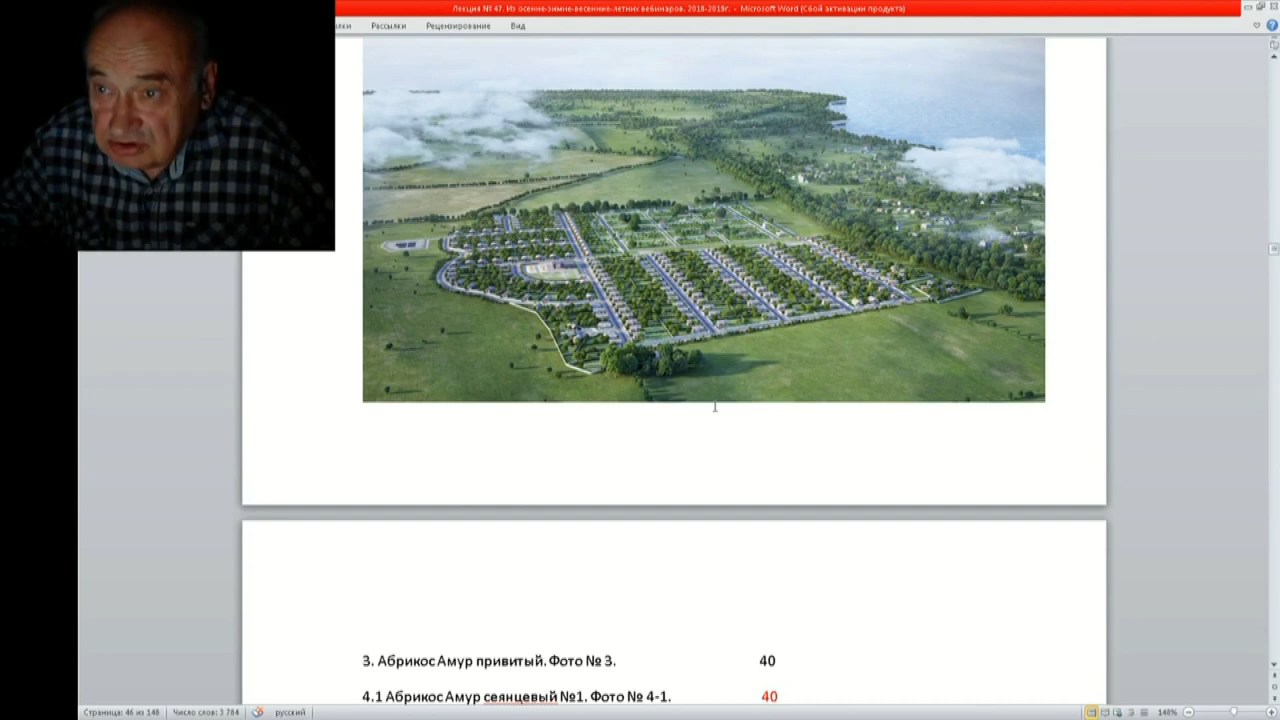 Лекция № 47. Из осенне-зимне-весенние-летних вебинаров. 2018-2019г. - Microsoft Word (Сбой активации продукта)
лки Рассылки Рецензирование Вид
3. Абрикос Амур привитый. Фото № 3. 40
4.1 Абрикос Амур сеянцевый №1. Фото № 4-1. 40
Страница: 46 из 148 Число слов: 3 784 русский 148%